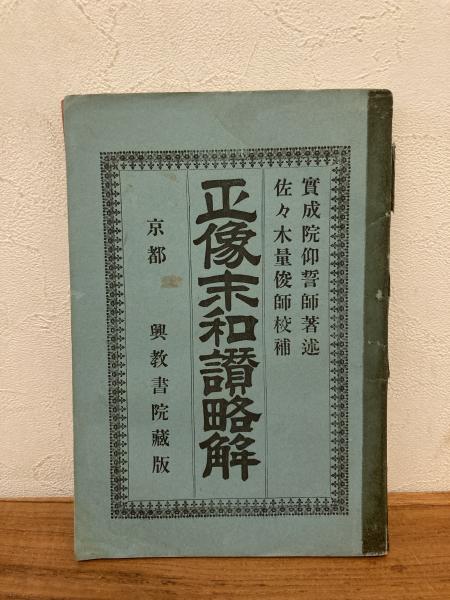 實成院仰誓師著述
佐々木量俊師校補
正像末和讃略解
京都 興教書院藏版